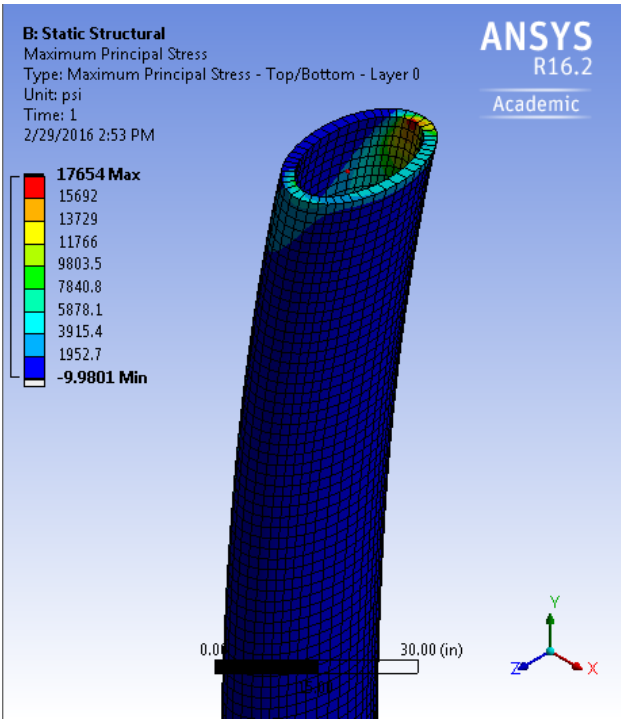 B: Static Structural
Maximum Principal Stress
Type: Maximum Principal Stress - Top/Bottom - Layer 0
Unit: psi
Time: 1
2/29/2016 2:53 PM
ANSYS
R16.2
Academic
17654 Max
15692
13729
11766
9803.5
7840.8
5878.1
3915.4
1952.7
-9.9801 Min
30.00 (in)
Y
Z
X